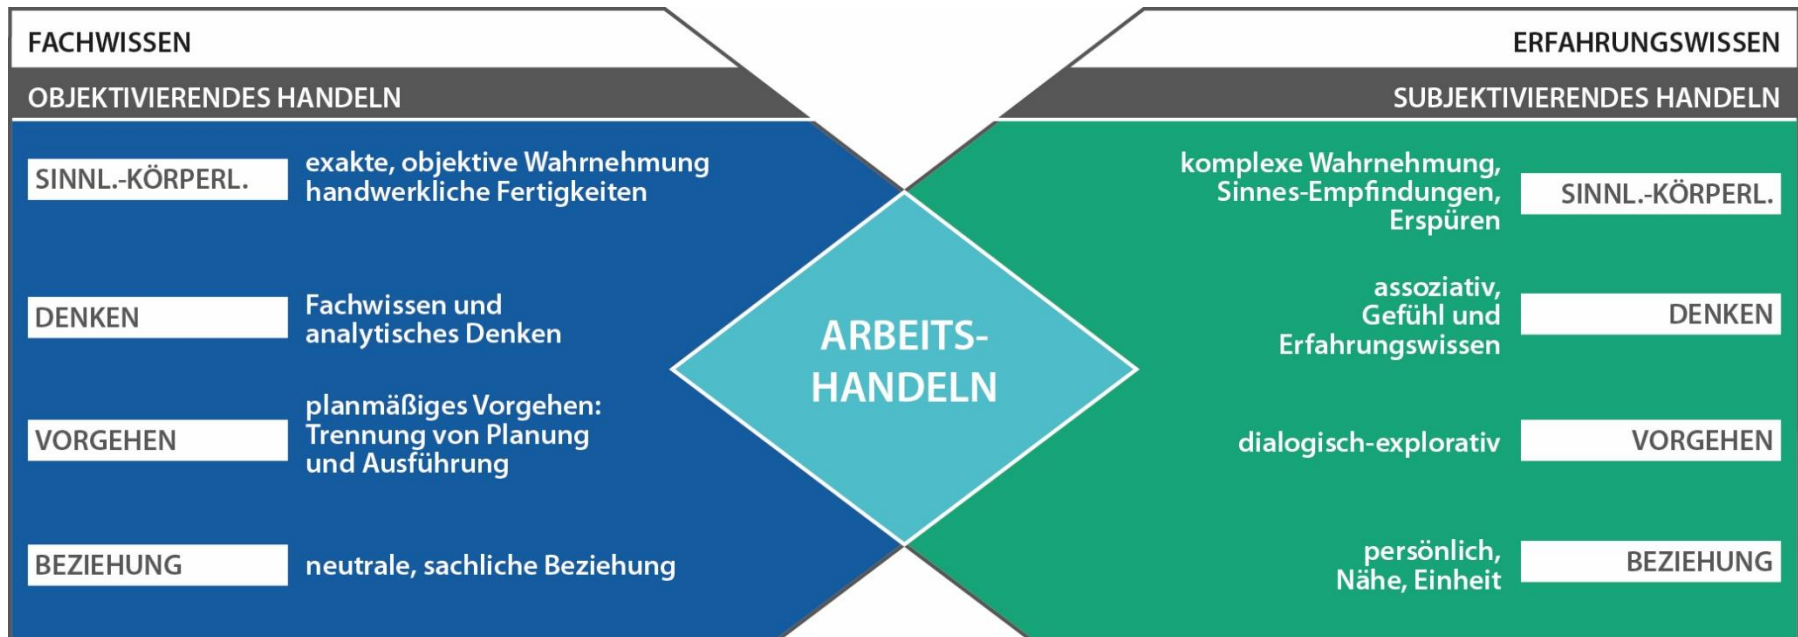 FACHWISSEN
OBJEKTIVIERENDES HANDELN
SINNL.-KÖRPERL.
exakte, objektive Wahrnehmung
handwerkliche Fertigkeiten
DENKEN
Fachwissen und
analytisches Denken
VORGEHEN
planmäßiges Vorgehen:
Trennung von Planung
und Ausführung
BEZIEHUNG
neutrale, sachliche Beziehung
ARBEITS-
HANDELN
ERFAHRUNGSWISSEN
SUBJEKTIVIERENDES HANDELN
komplexe Wahrnehmung,
Sinnes-Empfindungen,
Erspüren
SINNL.-KÖRPERL.
assoziativ,
Gefühl und
Erfahrungswissen
DENKEN
dialogisch-explorativ
VORGEHEN
persönlich,
Nähe, Einheit
BEZIEHUNG